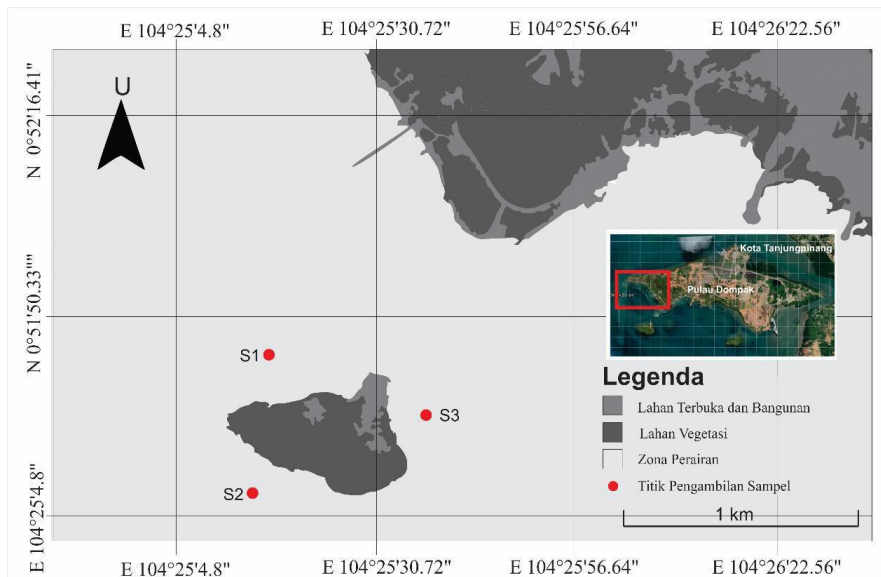 E 104°25'4.8" E 104°25'30.72" E 104°25'56.64" E 104°26'22.56"
N 0°52'16.41"
U
Kota Tanjungpinang
Pulau Dompak
N 0°51'50.33""
S1
S3
S2
Legenda
Lahan Terbuka dan Bangunan
Lahan Vegetasi
Zona Perairan
Titik Pengambilan Sampel
1 km
E 104°25'4.8"
E 104°25'4.8" E 104°25'30.72" E 104°25'56.64" E 104°26'22.56"